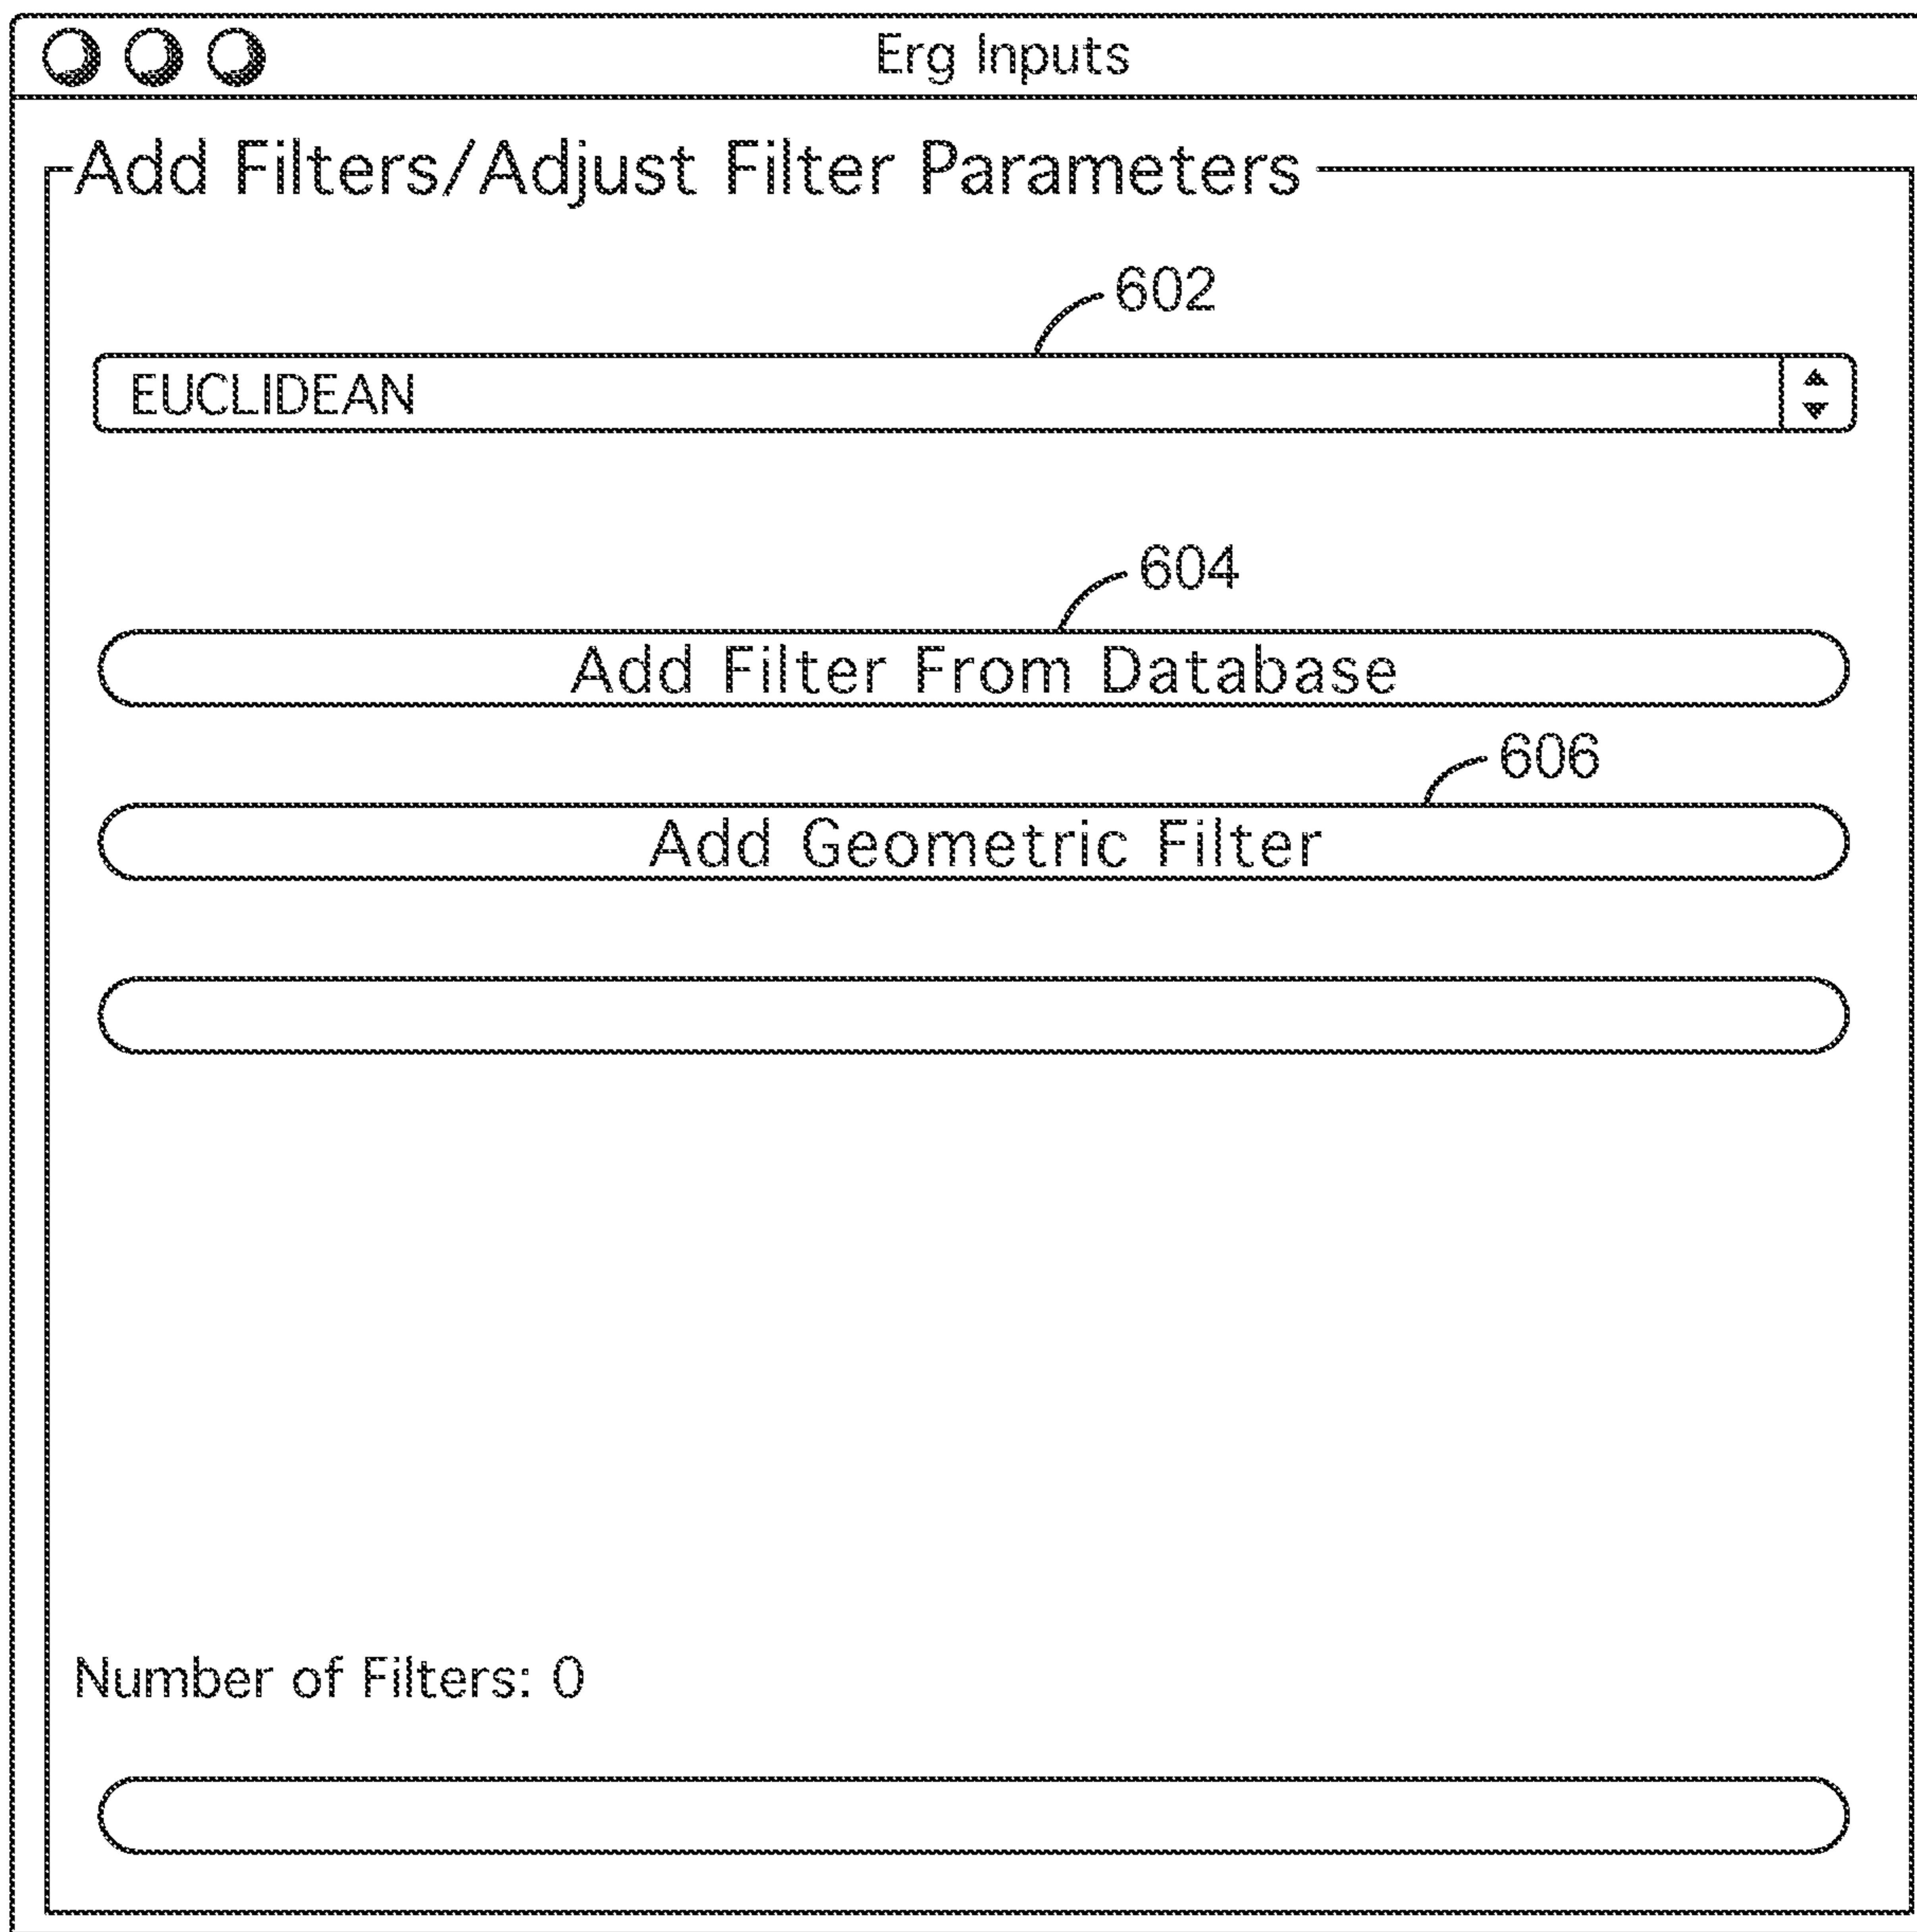 Erg Inputs
Add Filters/Adjust Filter Parameters
602
EUCLIDEAN
604
Add Filter From Database
606
Add Geometric Filter
Number of Filters: 0